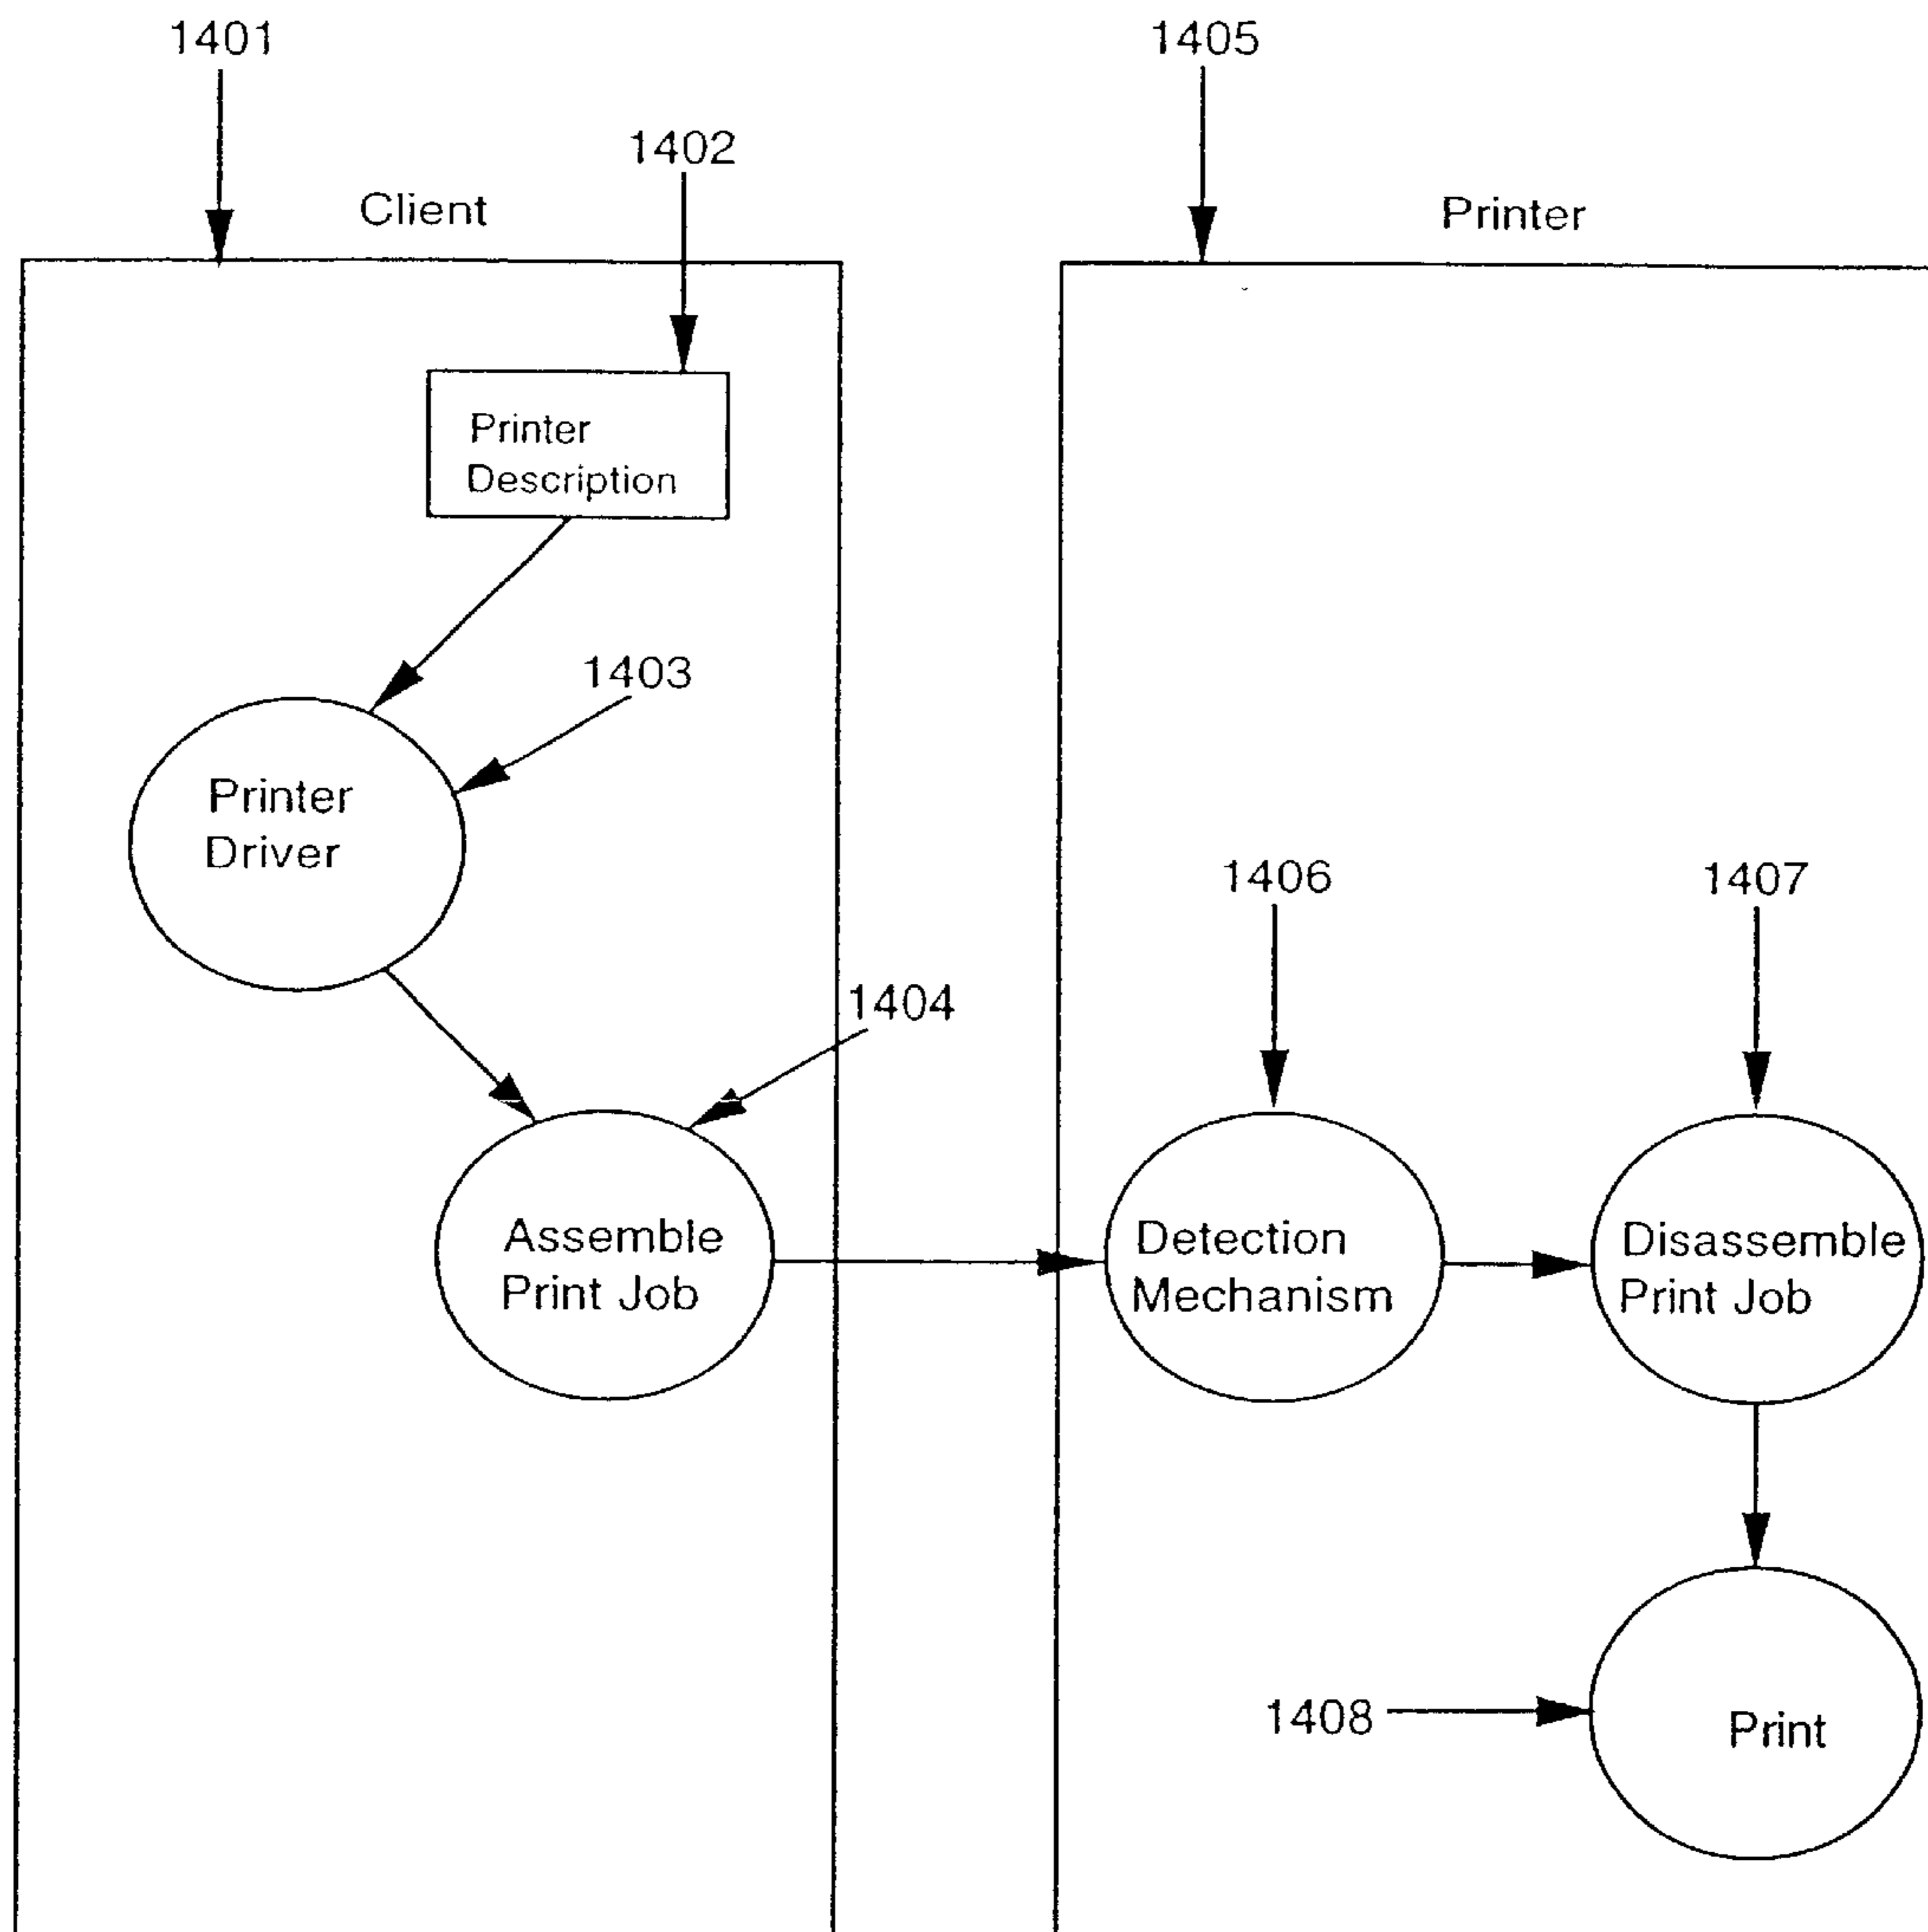 1401
1405
1402
Client
Printer
Printer
Description
1403
Printer
Driver
1406
1407
1404
Assemble
Print Job
Detection
Mechanism
Disassemble
Print Job
1408
Print